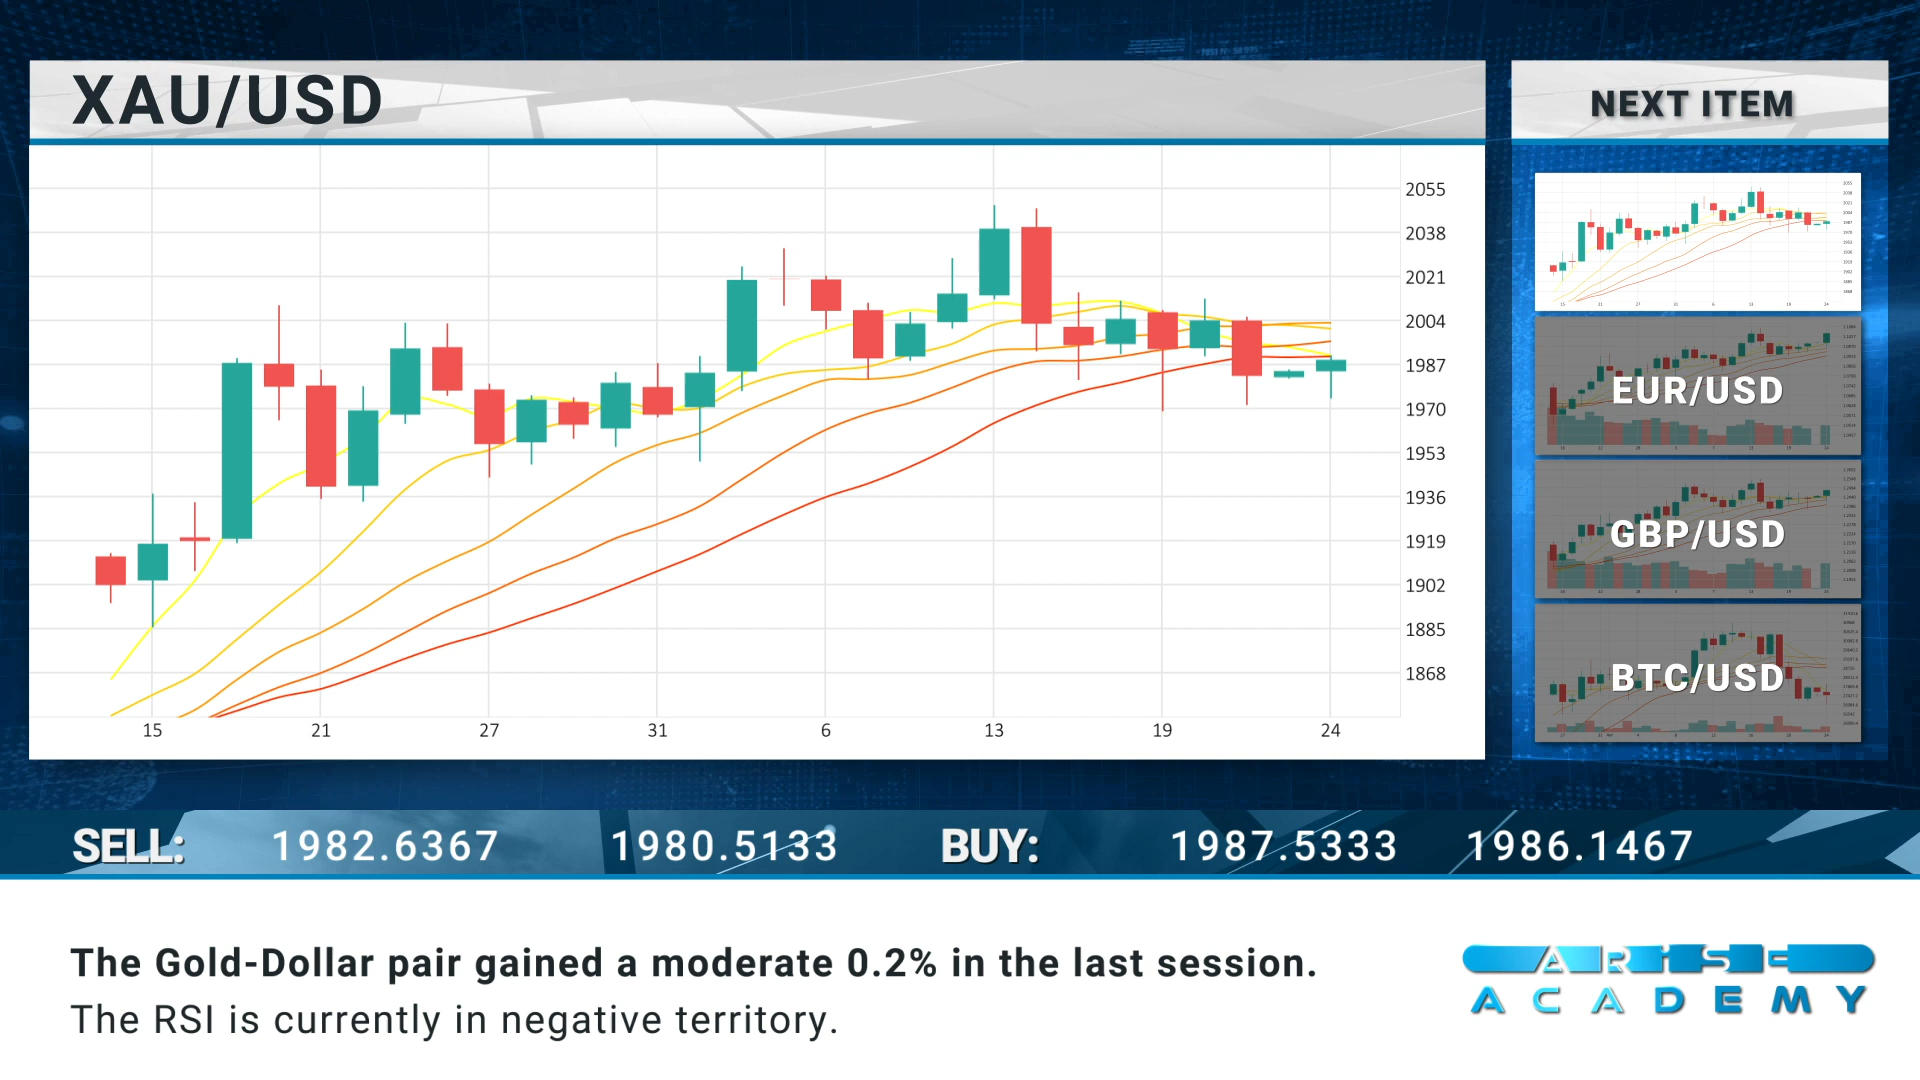 XAU/USD
NEXT ITEM
2055
2038
2021
2004
1987
1970
1953
1936
1919
1902
1885
1868
15 21 27 31 6 13 19 24
EUR/USD
GBP/USD
BTC/USD
SELL: 1982.6367 1980.5133 BUY: 1987.5333 1986.1467
The Gold-Dollar pair gained a moderate 0.2% in the last session.
The RSI is currently in negative territory.
ARISE
ACADEMY